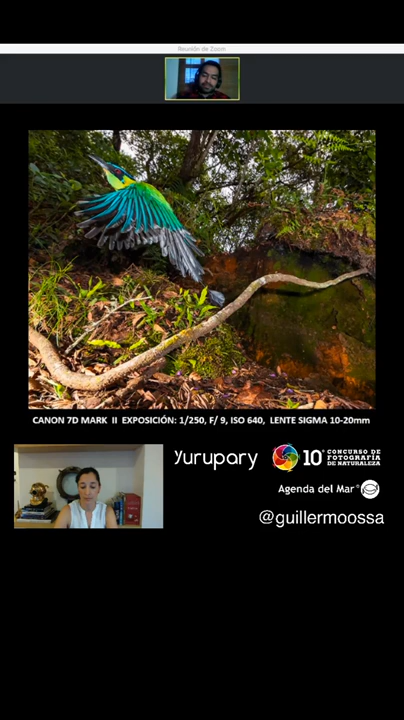 Reunión de Zoom
CANON 7D MARK II EXPOSICIÓN: 1/250, F/ 9, ISO 640, LENTE SIGMA 10-20mm
Yurupary
10° CONCURSO DE
FOTOGRAFÍA
DE NATURALEZA
Agenda del Mar®
@guillermoossa